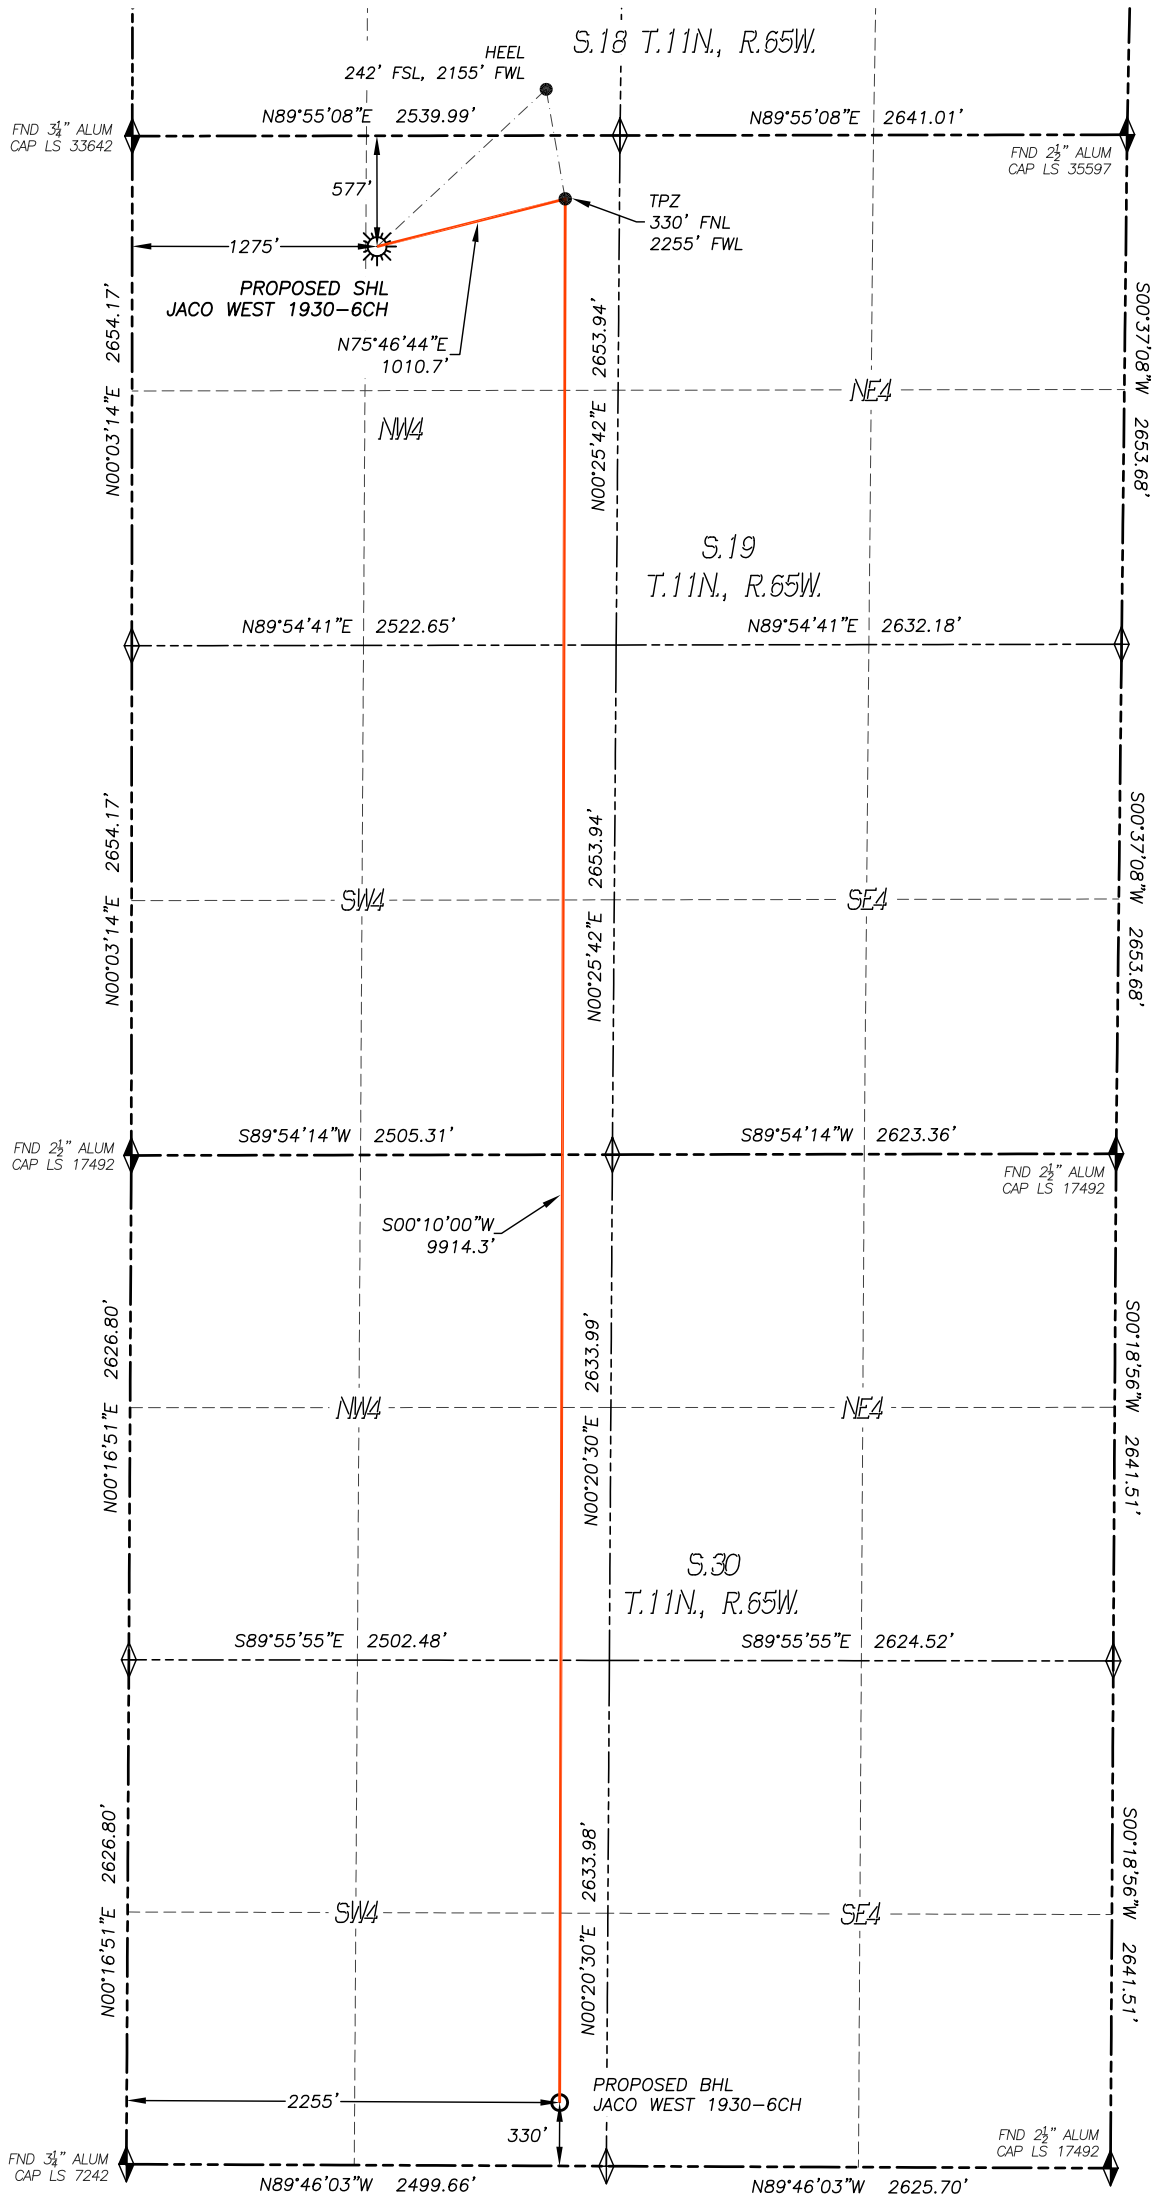 S.18 T.11N., R.65W.
HEEL
242' FSL, 2155' FWL
N89°55'08"E 2539.99'
N89°55'08"E 2641.01'
FND 3¼" ALUM
CAP LS 33642
FND 2½" ALUM
CAP LS 35597
577'
TPZ
330' FNL
2255' FWL
1275'
PROPOSED SHL
JACO WEST 1930-6CH
N75°46'44"E
1010.7'
N00°03'14"E 2654.17'
N00°25'42"E 2653.94'
S00°37'08"W 2653.68'
NW4
NE4
S.19
T.11N., R.65W.
N89°54'41"E 2522.65'
N89°54'41"E 2632.18'
N00°03'14"E 2654.17'
N00°25'42"E 2653.94'
S00°37'08"W 2653.68'
SW4
SE4
S89°54'14"W 2505.31'
S89°54'14"W 2623.36'
FND 2½" ALUM
CAP LS 17492
FND 2½" ALUM
CAP LS 17492
S00°10'00"W
9914.3'
N00°16'51"E 2626.80'
N00°20'30"E 2633.99'
S00°18'56"W 2641.51'
NW4
NE4
S.30
T.11N., R.65W.
S89°55'55"E 2502.48'
S89°55'55"E 2624.52'
N00°16'51"E 2626.80'
N00°20'30"E 2633.98'
S00°18'56"W 2641.51'
SW4
SE4
PROPOSED BHL
JACO WEST 1930-6CH
2255'
330'
FND 3¼" ALUM
CAP LS 7242
FND 2½" ALUM
CAP LS 17492
N89°46'03"W 2499.66'
N89°46'03"W 2625.70'